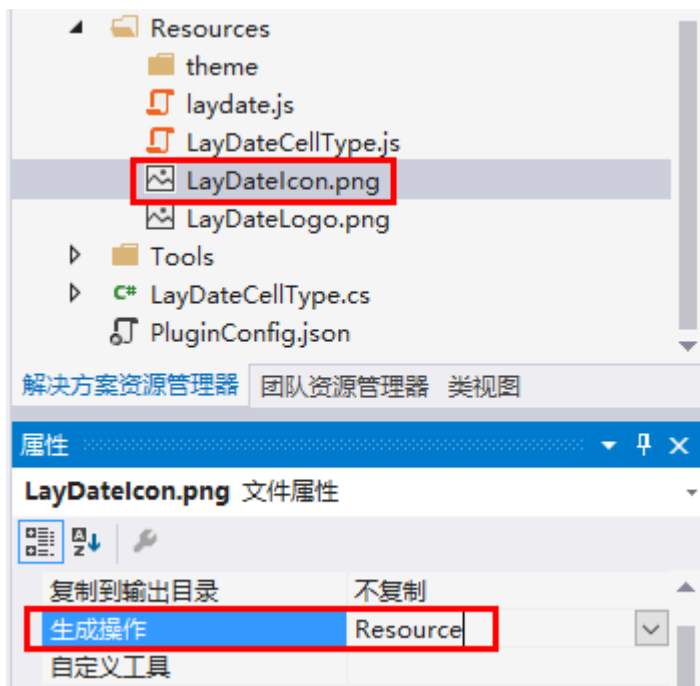 Resources
theme
laydate.js
LayDateCellType.js
LayDateIcon.png
LayDateLogo.png
Tools
C# LayDateCellType.cs
PluginConfig.json
解决方案资源管理器 团队资源管理器 类视图
属性
LayDateIcon.png 文件属性
复制到输出目录 不复制
生成操作 Resource
自定义工具